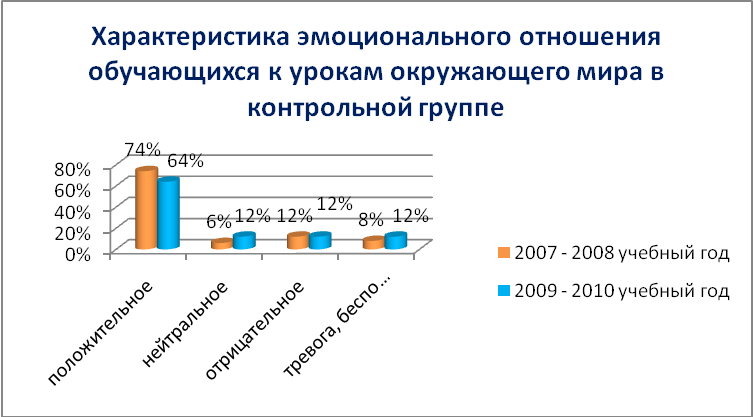 Характеристика эмоционального отношения
обучающихся к урокам окружающего мира в
контрольной группе
74%
64%
80%
60%
40%
20%
0%
6%
12%
12%
12%
8%
12%
положительное
нейтральное
отрицательное
тревога, беспо...
2007 - 2008 учебный год
2009 - 2010 учебный год